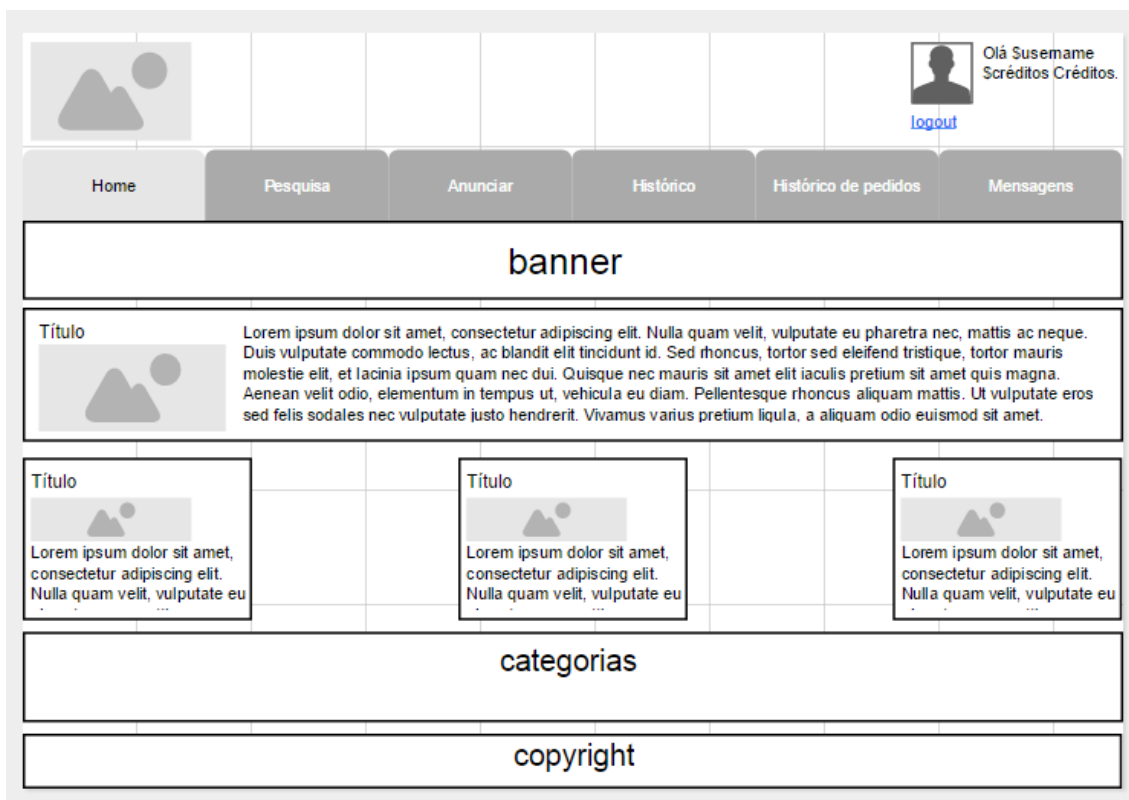 Olá $username
$créditos Créditos.
logout
Home
Pesquisa
Anunciar
Histórico
Histórico de pedidos
Mensagens
banner
Título
Lorem ipsum dolor sit amet, consectetur adipiscing elit. Nulla quam velit, vulputate eu pharetra nec, mattis ac neque.
Duis vulputate commodo lectus, ac blandit elit tincidunt id. Sed rhoncus, tortor sed eleifend tristique, tortor mauris
molestie elit, et lacinia ipsum quam nec dui. Quisque nec mauris sit amet elit iaculis pretium sit amet quis magna.
Aenean velit odio, elementum in tempus ut, vehicula eu diam. Pellentesque rhoncus aliquam mattis. Ut vulputate eros
sed felis sodales nec vulputate justo hendrerit. Vivamus varius pretium ligula, a aliquam odio euismod sit amet.
Título
Lorem ipsum dolor sit amet,
consectetur adipiscing elit.
Nulla quam velit, vulputate eu
Título
Lorem ipsum dolor sit amet,
consectetur adipiscing elit.
Nulla quam velit, vulputate eu
Título
Lorem ipsum dolor sit amet,
consectetur adipiscing elit.
Nulla quam velit, vulputate eu
categorias
copyright